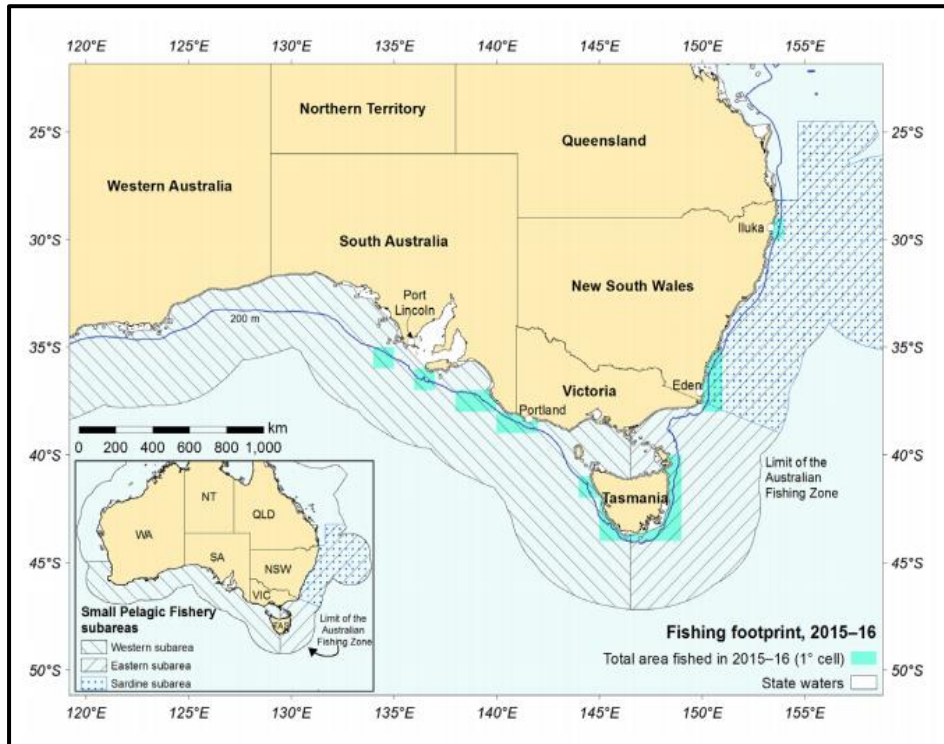 120°E 125°E 130°E 135°E 140°E 145°E 150°E 155°E
Northern Territory
25°S 25°S
Queensland
Western Australia
Iluka
30°S 30°S
South Australia
Port
Lincoln
New South Wales
200 m
35°S 35°S
Victoria
Eden
Portland
km
0 200 400 600 800 1,000
40°S 40°S
Limit of the
Australian
Fishing Zone
Tasmania
NT
QLD
WA
SA
NSW
VIC
TAS
45°S 45°S
Small Pelagic Fishery
subareas
Limit of the
Australian
Fishing Zone
Western subarea
Eastern subarea
Sardine subarea
Fishing footprint, 2015–16
Total area fished in 2015–16 (1° cell)
State waters
50°S 50°S
120°E 125°E 130°E 135°E 140°E 145°E 150°E 155°E